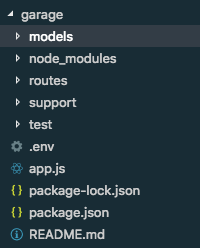 garage
models
node_modules
routes
support
test
.env
app.js
package-lock.json
package.json
README.md